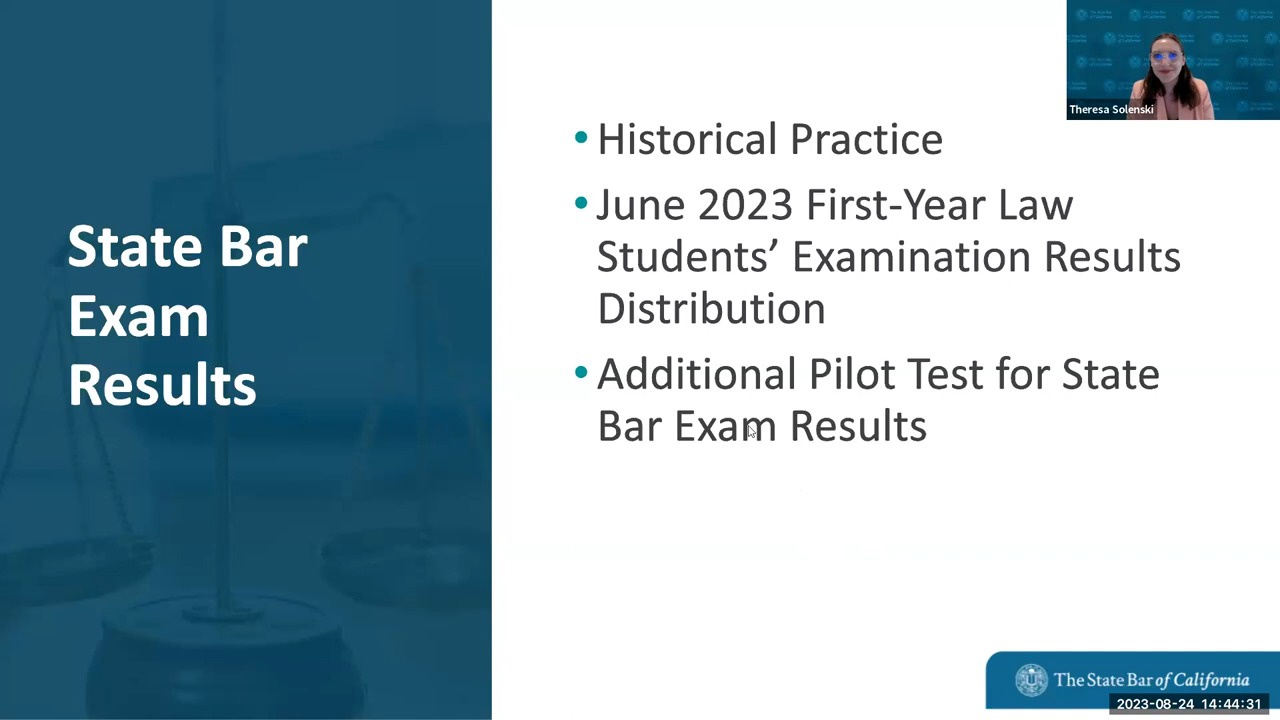 State Bar
Exam
Results
• Historical Practice
• June 2023 First-Year Law
Students’ Examination Results
Distribution
• Additional Pilot Test for State
Bar Exam Results
Theresa Solenski
The State Bar of California
2023-08-24 14:44:31